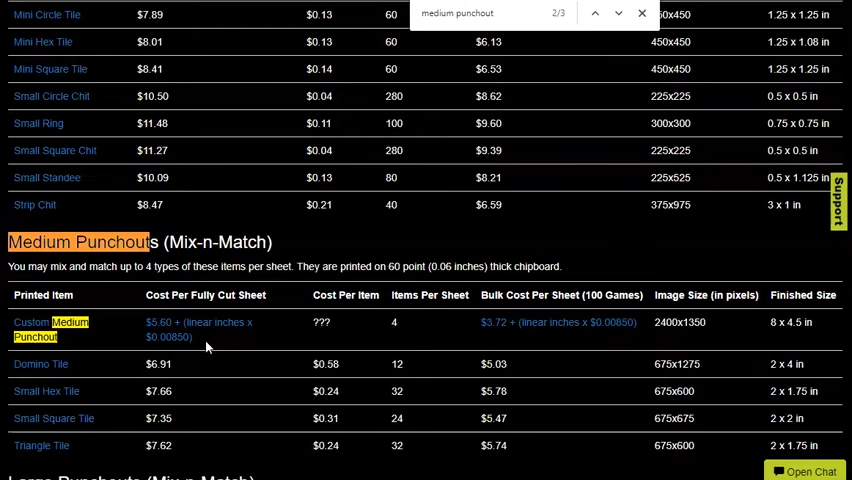 medium punchout 2/3
Mini Circle Tile $7.89 $0.13 60 450x450 1.25 x 1.25 in
Mini Hex Tile $8.01 $0.13 60 $6.13 450x450 1.25 x 1.08 in
Mini Square Tile $8.41 $0.14 60 $6.53 450x450 1.25 x 1.25 in
Small Circle Chit $10.50 $0.04 280 $8.62 225x225 0.5 x 0.5 in
Small Ring $11.48 $0.11 100 $9.60 300x300 0.75 x 0.75 in
Small Square Chit $11.27 $0.04 280 $9.39 225x225 0.5 x 0.5 in
Small Standee $10.09 $0.13 80 $8.21 225x525 0.5 x 1.125 in
Strip Chit $8.47 $0.21 40 $6.59 375x975 3 x 1 in
Support
Medium Punchouts (Mix-n-Match)
You may mix and match up to 4 types of these items per sheet. They are printed on 60 point (0.06 inches) thick chipboard.
Printed Item Cost Per Fully Cut Sheet Cost Per Item Items Per Sheet Bulk Cost Per Sheet (100 Games) Image Size (in pixels) Finished Size
Custom Medium $5.60 + (linear inches x ??? 4 $3.72 + (linear inches x $0.00850) 2400x1350 8 x 4.5 in
Punchout $0.00850)
Domino Tile $6.91 $0.58 12 $5.03 675x1275 2 x 4 in
Small Hex Tile $7.66 $0.24 32 $5.78 675x600 2 x 1.75 in
Small Square Tile $7.35 $0.31 24 $5.47 675x675 2 x 2 in
Triangle Tile $7.62 $0.24 32 $5.74 675x600 2 x 1.75 in
Large Punchouts (Mix-n-Match)
Open Chat